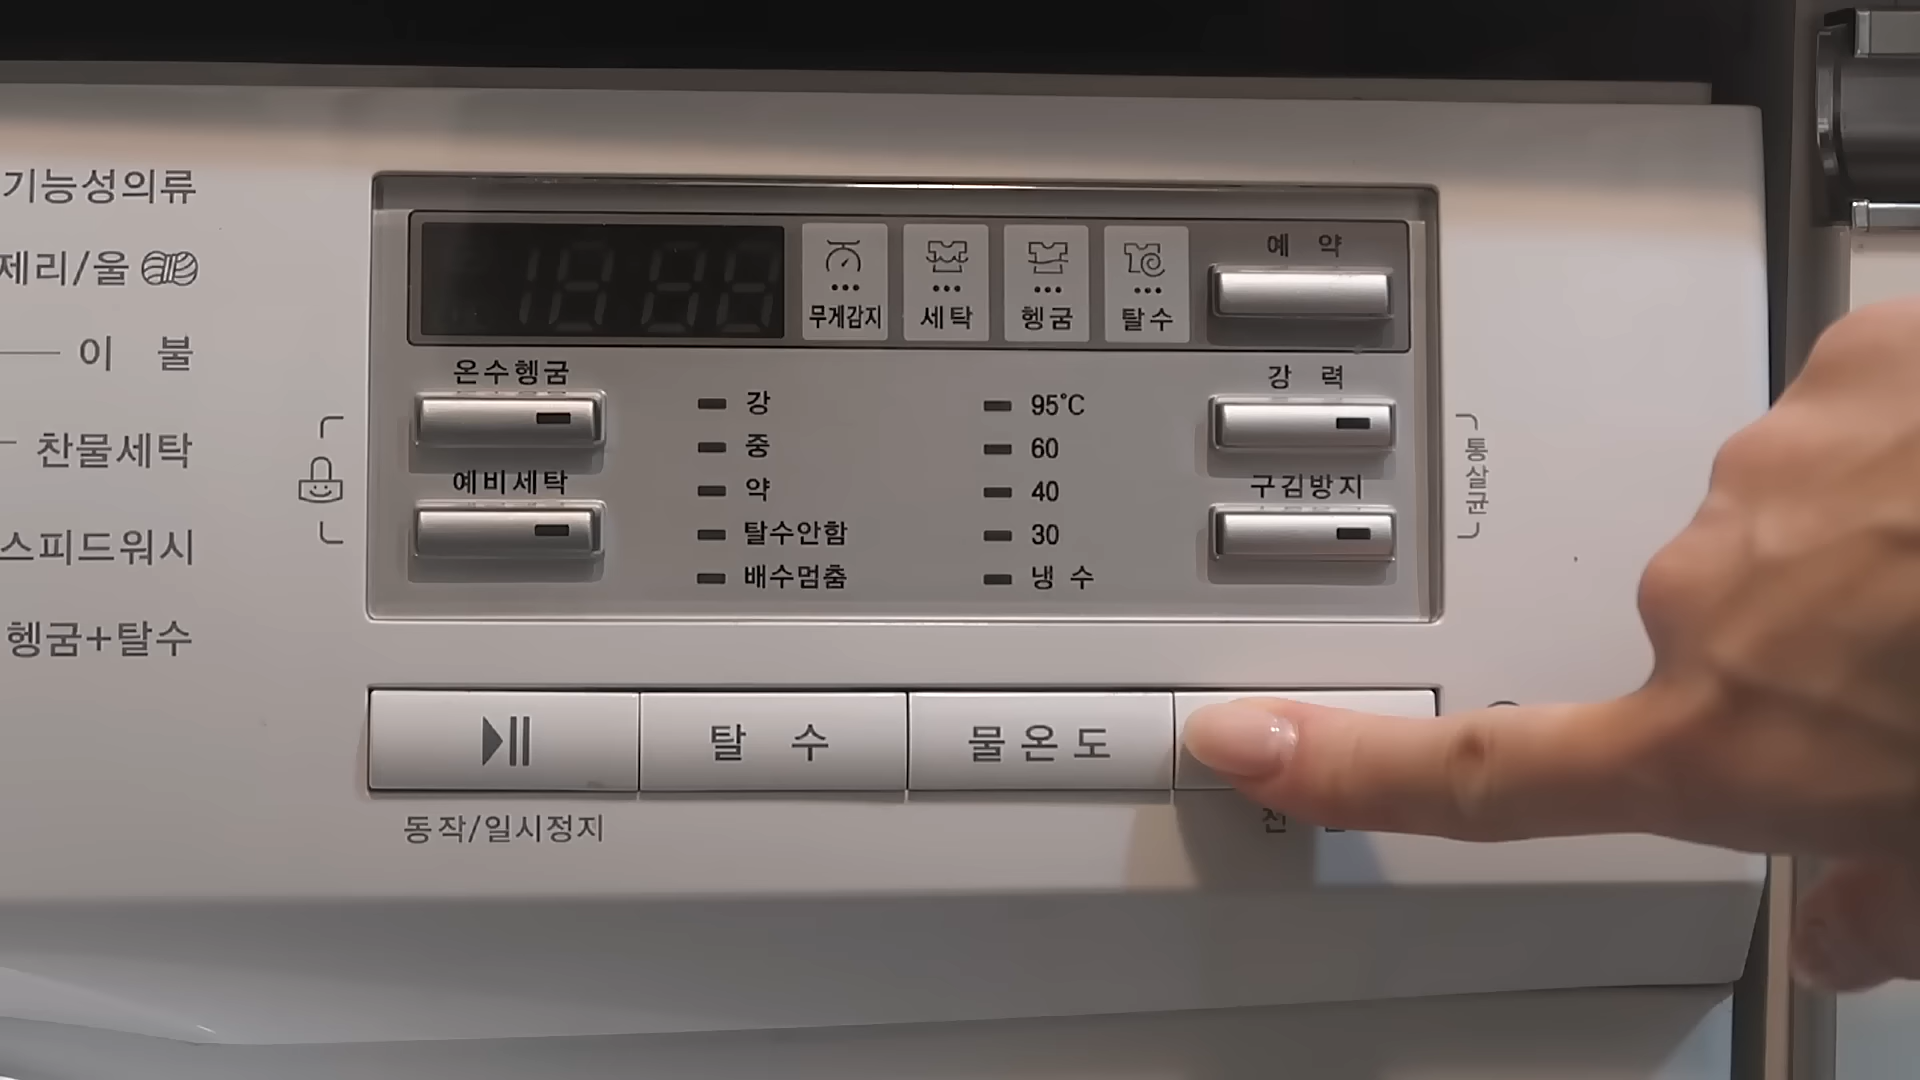 기능성의류
제리/울
이 불
찬물세탁
스피드워시
헹굼+탈수
무게감지
세탁
헹굼
탈수
예 약
온수헹굼
예비세탁
강
중
약
탈수안함
배수멈춤
95°C
60
40
30
냉 수
강 력
구김방지
통살균
탈 수
물온도
동작/일시정지